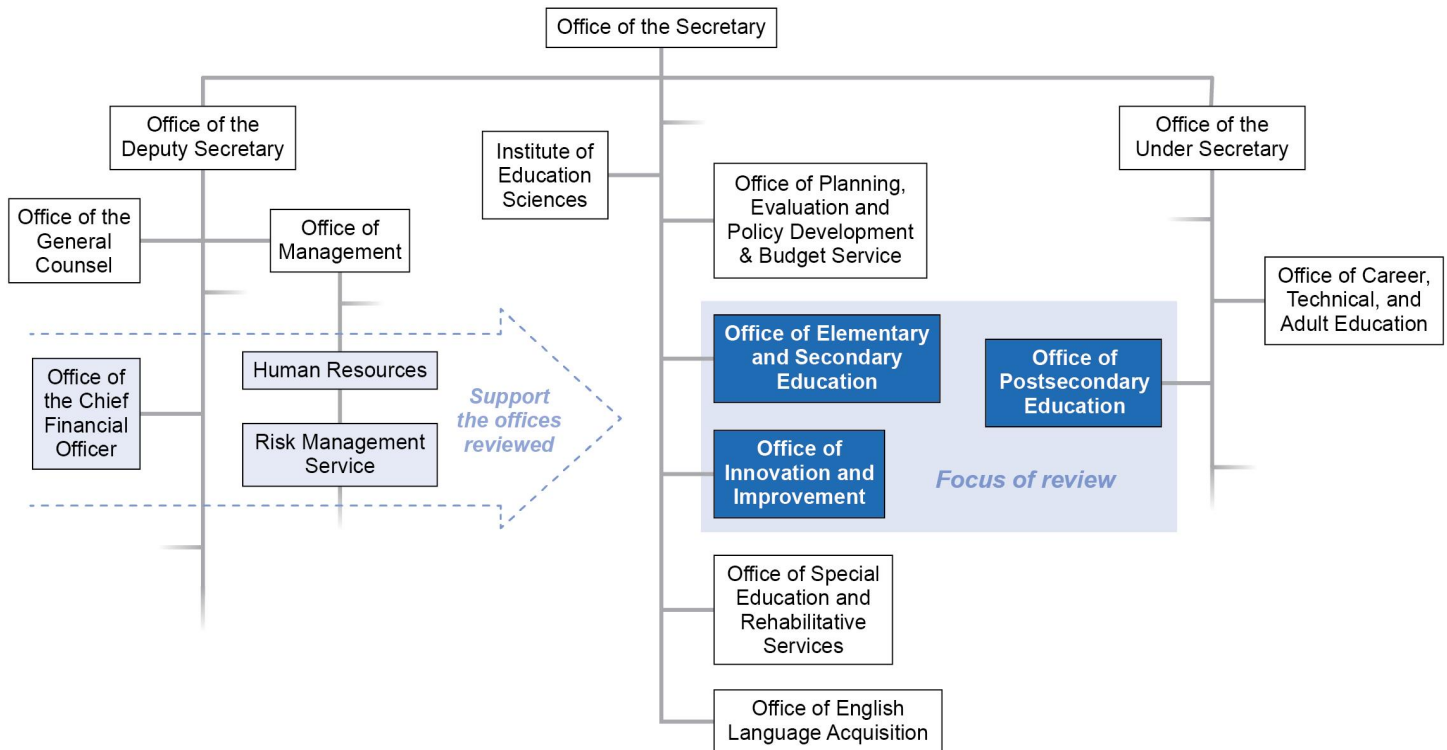 Office of the Secretary
Office of the
Deputy Secretary
Office of the
General
Counsel
Office of
Management
Office of
the Chief
Financial
Officer
Human Resources
Risk Management
Service
Support
the offices
reviewed
Institute of
Education
Sciences
Office of Planning,
Evaluation and
Policy Development
& Budget Service
Office of Elementary
and Secondary
Education
Office of
Innovation and
Improvement
Office of Special
Education and
Rehabilitative
Services
Office of English
Language Acquisition
Office of the
Under Secretary
Office of Career,
Technical, and
Adult Education
Office of
Postsecondary
Education
Focus of review